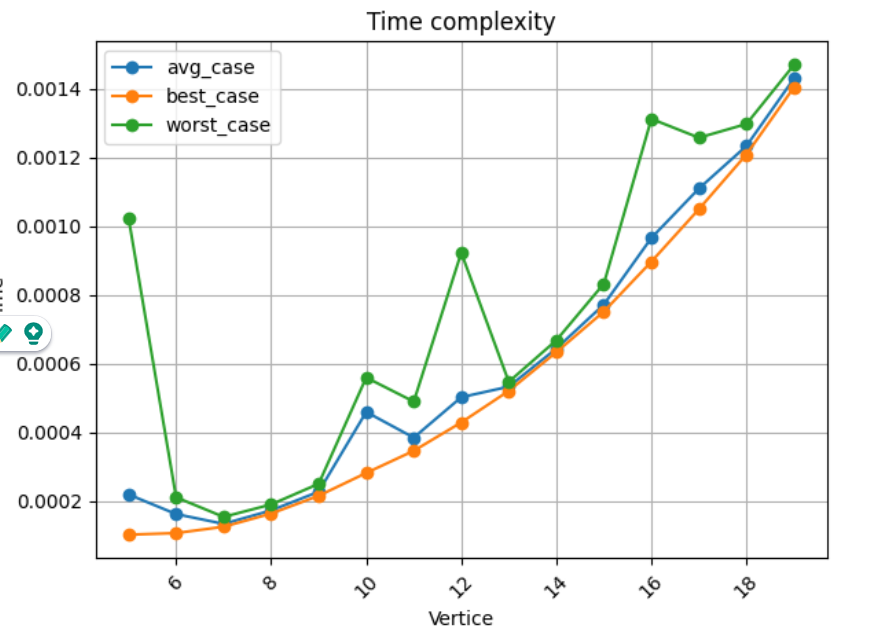 Time complexity
avg_case
best_case
worst_case
0.0014
0.0012
0.0010
0.0008
0.0006
0.0004
0.0002
6 8 10 12 14 16 18
Vertice